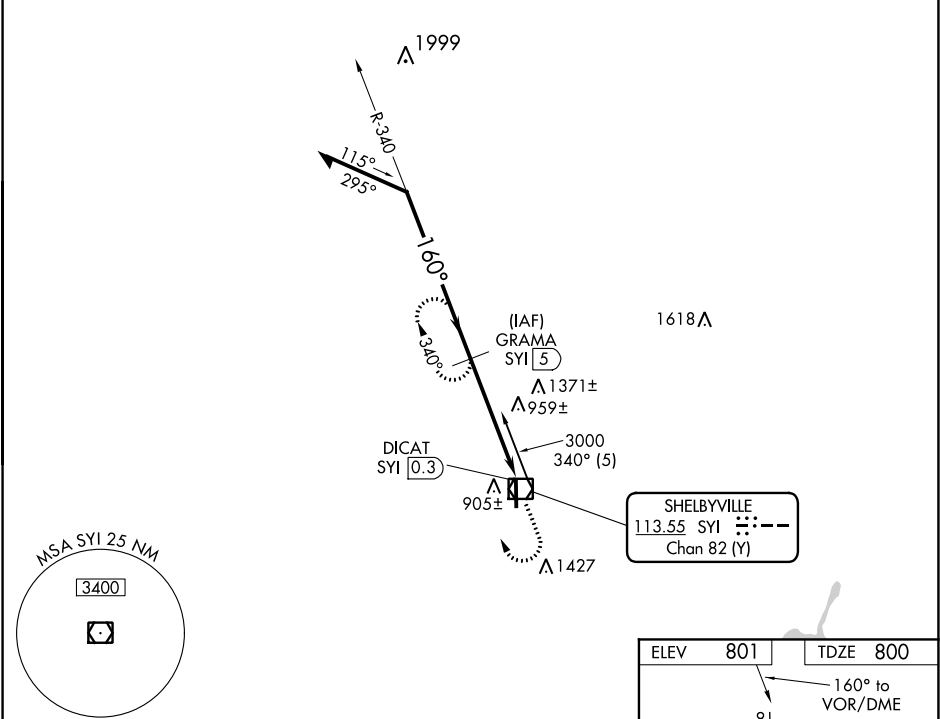 1999
R-340
115°
295°
160°
(IAF)
GRAMA
SYI 5
340°
1618
1371±
959±
3000
340° (5)
DICAT
SYI 0.3
905±
SHELBYVILLE
113.55 SYI
Chan 82 (Y)
1427
MSA SYI 25 NM
3400
ELEV 801 TDZE 800
160° to
VOR/DME